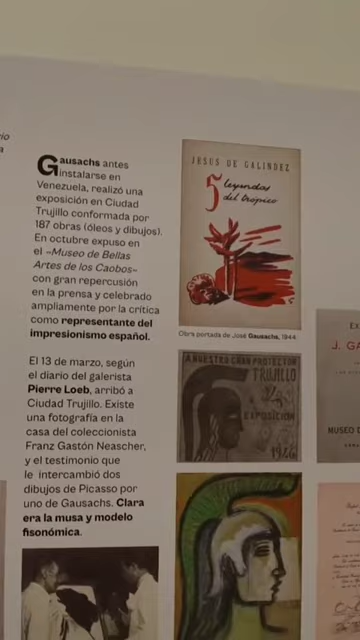 Gausachs antes
instalarse en
Venezuela, realizó una
exposición en Ciudad
Trujillo conformada por
187 obras (óleos y dibujos).
En octubre expuso en
el «Museo de Bellas
Artes de los Caobos»
con gran repercusión
en la prensa y celebrado
ampliamente por la crítica
como representante del
impresionismo español.
El 13 de marzo, según
el diario del galerista
Pierre Loeb, arribó a
Ciudad Trujillo. Existe
una fotografía en la
casa del coleccionista
Franz Gastón Neascher,
y el testimonio que
le intercambió dos
dibujos de Picasso por
uno de Gausachs. Clara
era la musa y modelo
fisonómica.
JESUS DE GALINDEZ
5 leyendas
del trópico
Obra portada de José Gausachs, 1944
A NUESTRO GRAN PROTECTOR
TRUJILLO
EXPOSICION
1946
J. GA
MUSEO D